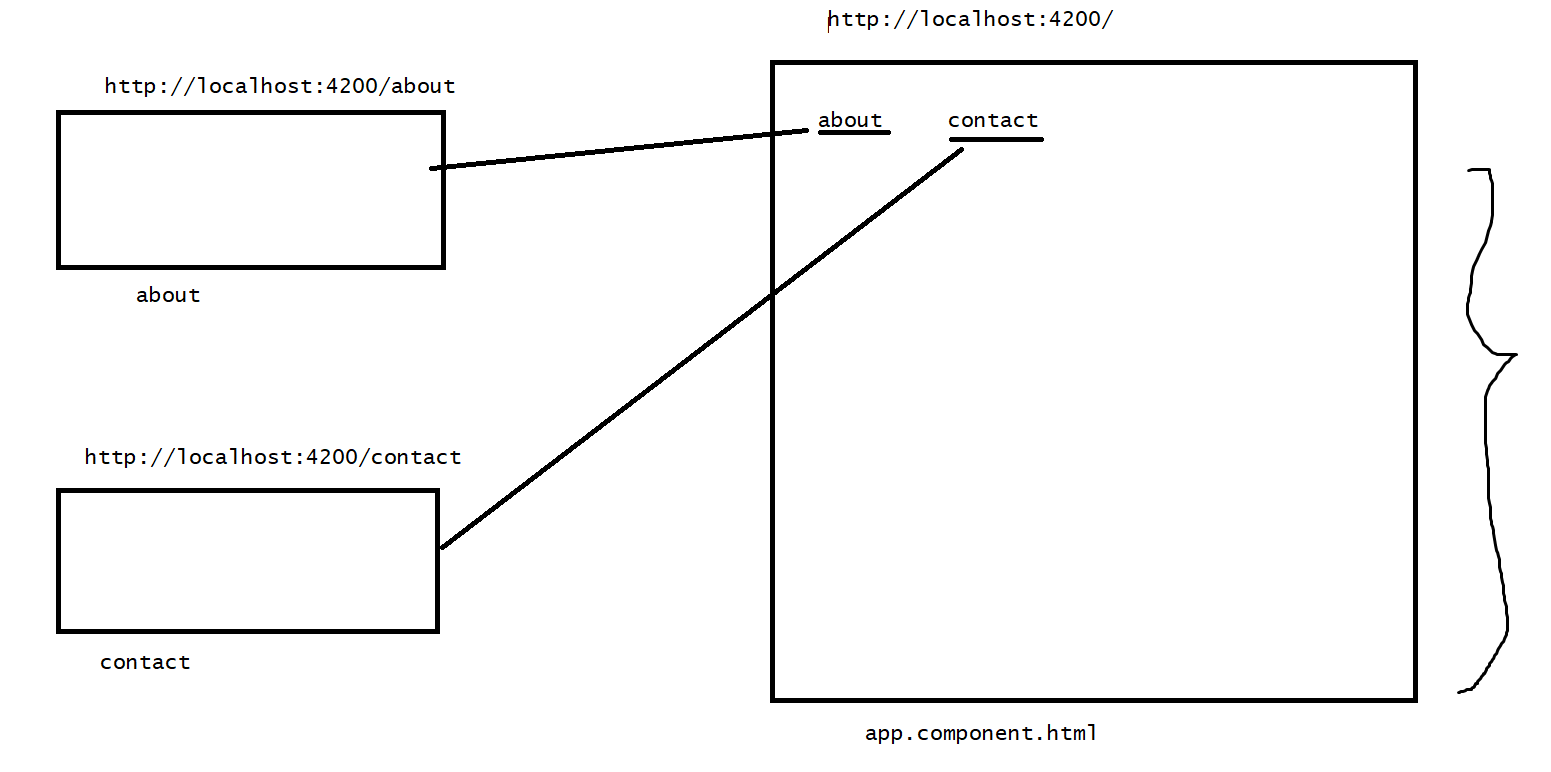 http://localhost:4200/
http://localhost:4200/about
about contact
about
http://localhost:4200/contact
contact
app.component.html